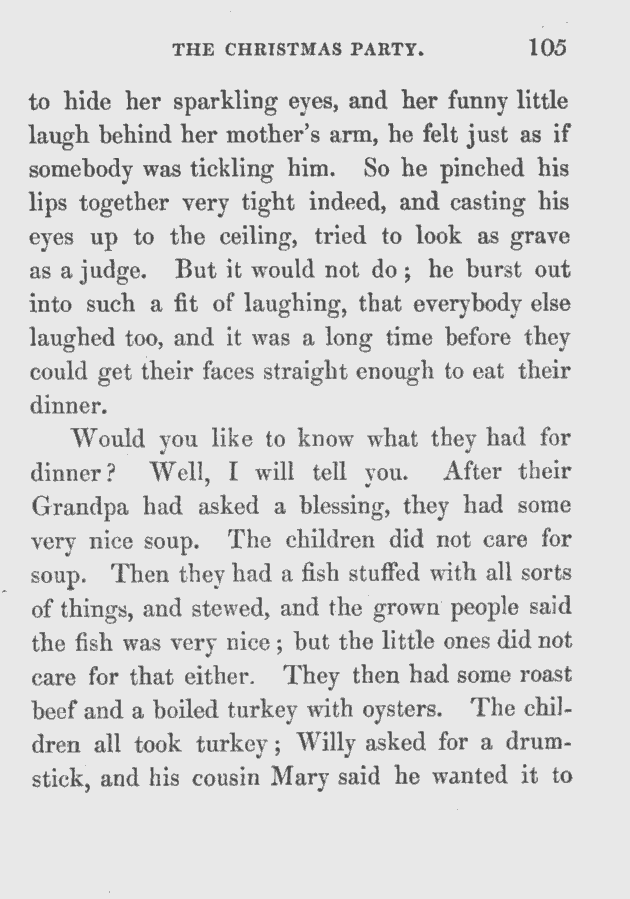 THE CHRISTMAS PARTY. 105
to hide her sparkling eyes, and her funny little
laugh behind her mother's arm, he felt just as if
somebody was tickling him. So he pinched his
lips together very tight indeed, and casting his
eyes up to the ceiling, tried to look as grave
as a judge. But it would not do; he burst out
into such a fit of laughing, that everybody else
laughed too, and it was a long time before they
could get their faces straight enough to eat their
dinner.
Would you like to know what they had for
dinner? Well, I will tell you. After their
Grandpa had asked a blessing, they had some
very nice soup. The children did not care for
soup. Then they had a fish stuffed with all sorts
of things, and stewed, and the grown people said
the fish was very nice; but the little ones did not
care for that either. They then had some roast
beef and a boiled turkey with oysters. The chil-
dren all took turkey; Willy asked for a drum-
stick, and his cousin Mary said he wanted it to